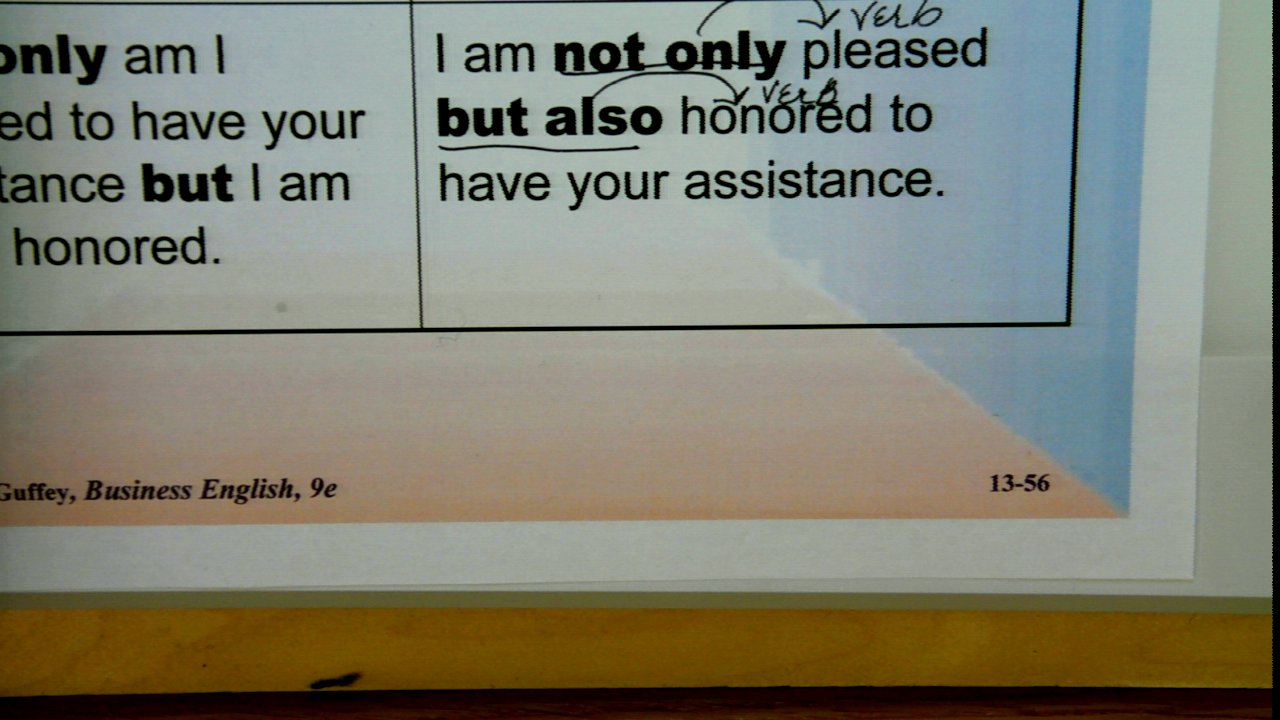 only am I
ed to have your
tance but I am
honored.
verb
I am not only pleased
verb
but also honored to
have your assistance.
Guffey, Business English, 9e
13-56